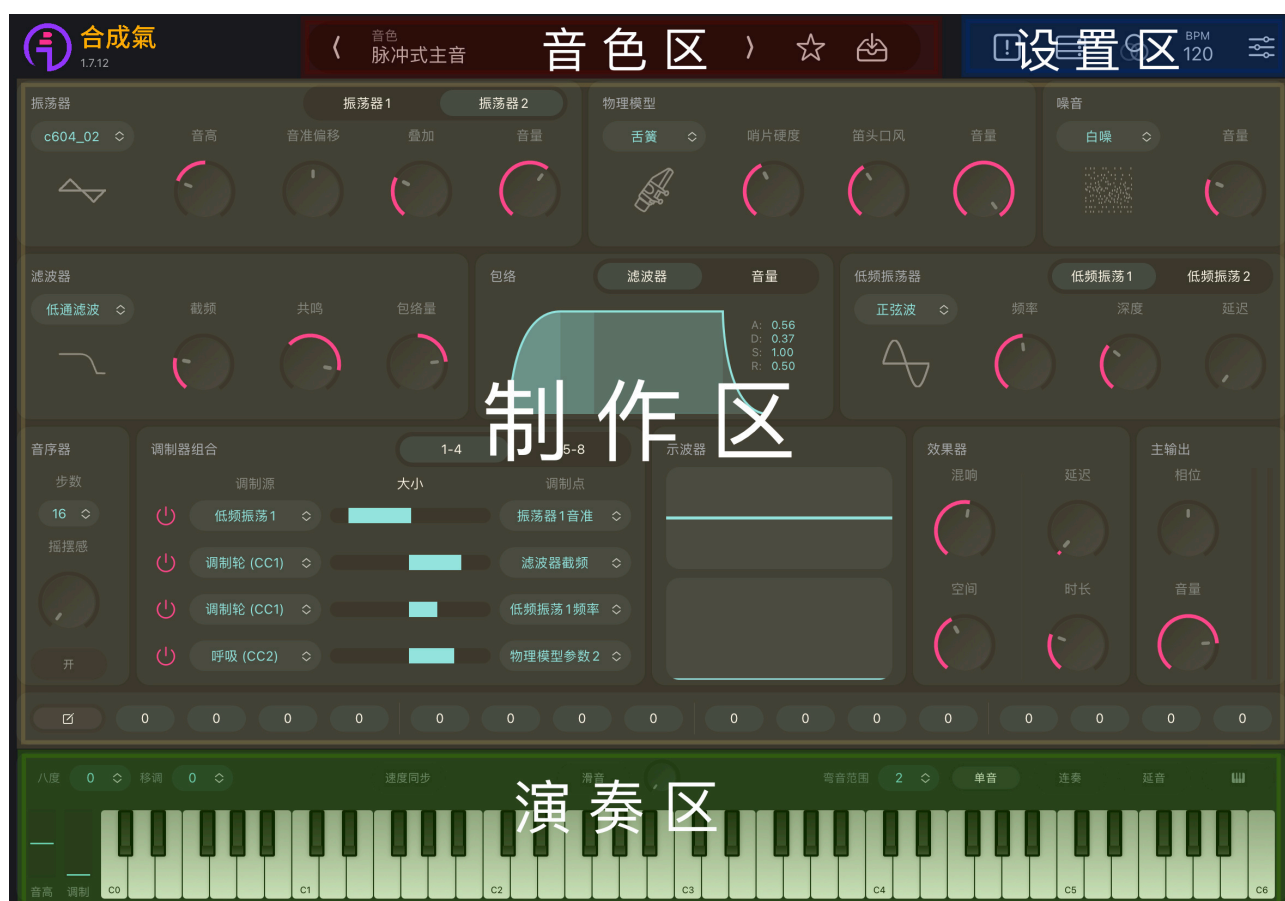 合成氣
1.7.12
音色
脉冲式主音
音色区
设置区
BPM
120
振荡器
振荡器1
振荡器2
c604_02
音高
音准偏移
叠加
音量
物理模型
舌簧
哨片硬度
笛头口风
音量
噪音
白噪
音量
滤波器
低通滤波
截频
共鸣
包络量
包络
滤波器
音量
A: 0.56
D: 0.37
S: 1.00
R: 0.50
低频振荡器
低频振荡1
低频振荡2
正弦波
频率
深度
延迟
制作区
音序器
步数
16
摇摆感
开
调制器组合
1-4
5-8
调制源
大小
调制点
低频振荡1
振荡器1音准
调制轮 (CC1)
滤波器截频
调制轮 (CC1)
低频振荡1频率
呼吸 (CC2)
物理模型参数2
示波器
效果器
混响
延迟
空间
时长
主输出
相位
音量
0 0 0 0 0 0 0 0 0 0 0 0 0 0 0 0
八度
0
移调
0
速度同步
滑音
弯音范围
2
单音
连奏
延音
演奏区
音高
调制
C0 C1 C2 C3 C4 C5 C6